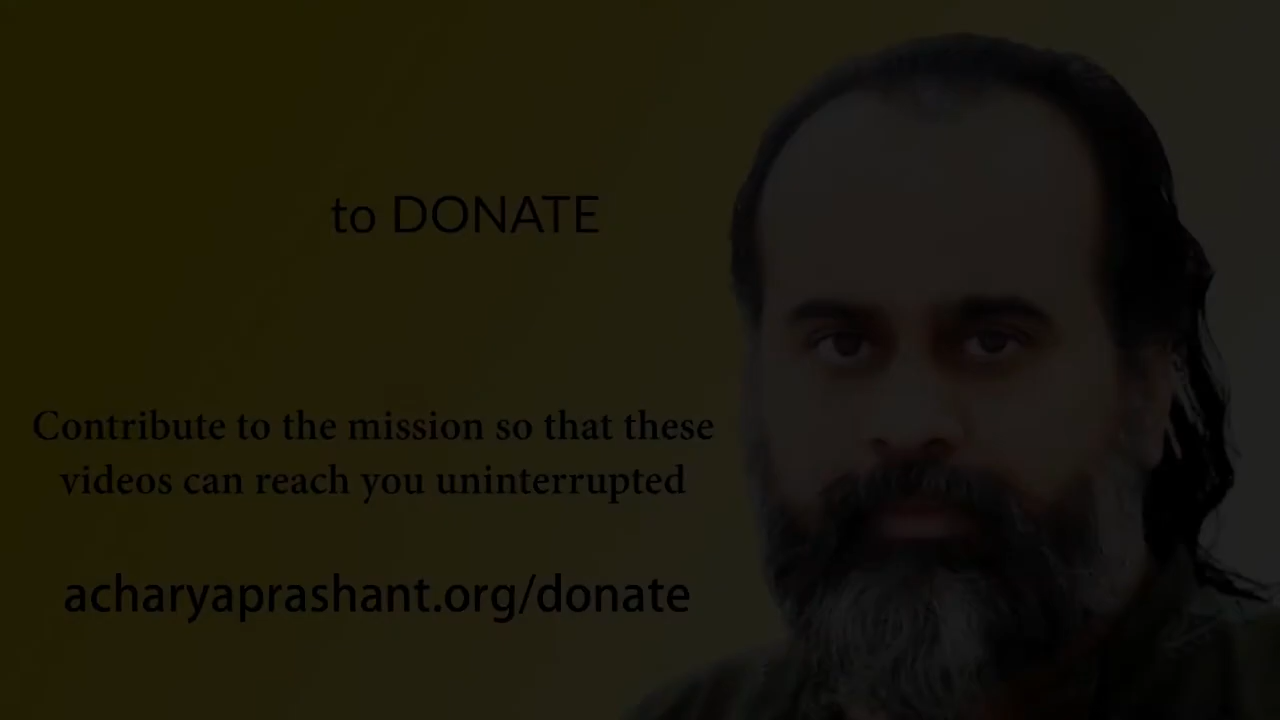 to DONATE
Contribute to the mission so that these
videos can reach you uninterrupted
acharyaprashant.org/donate